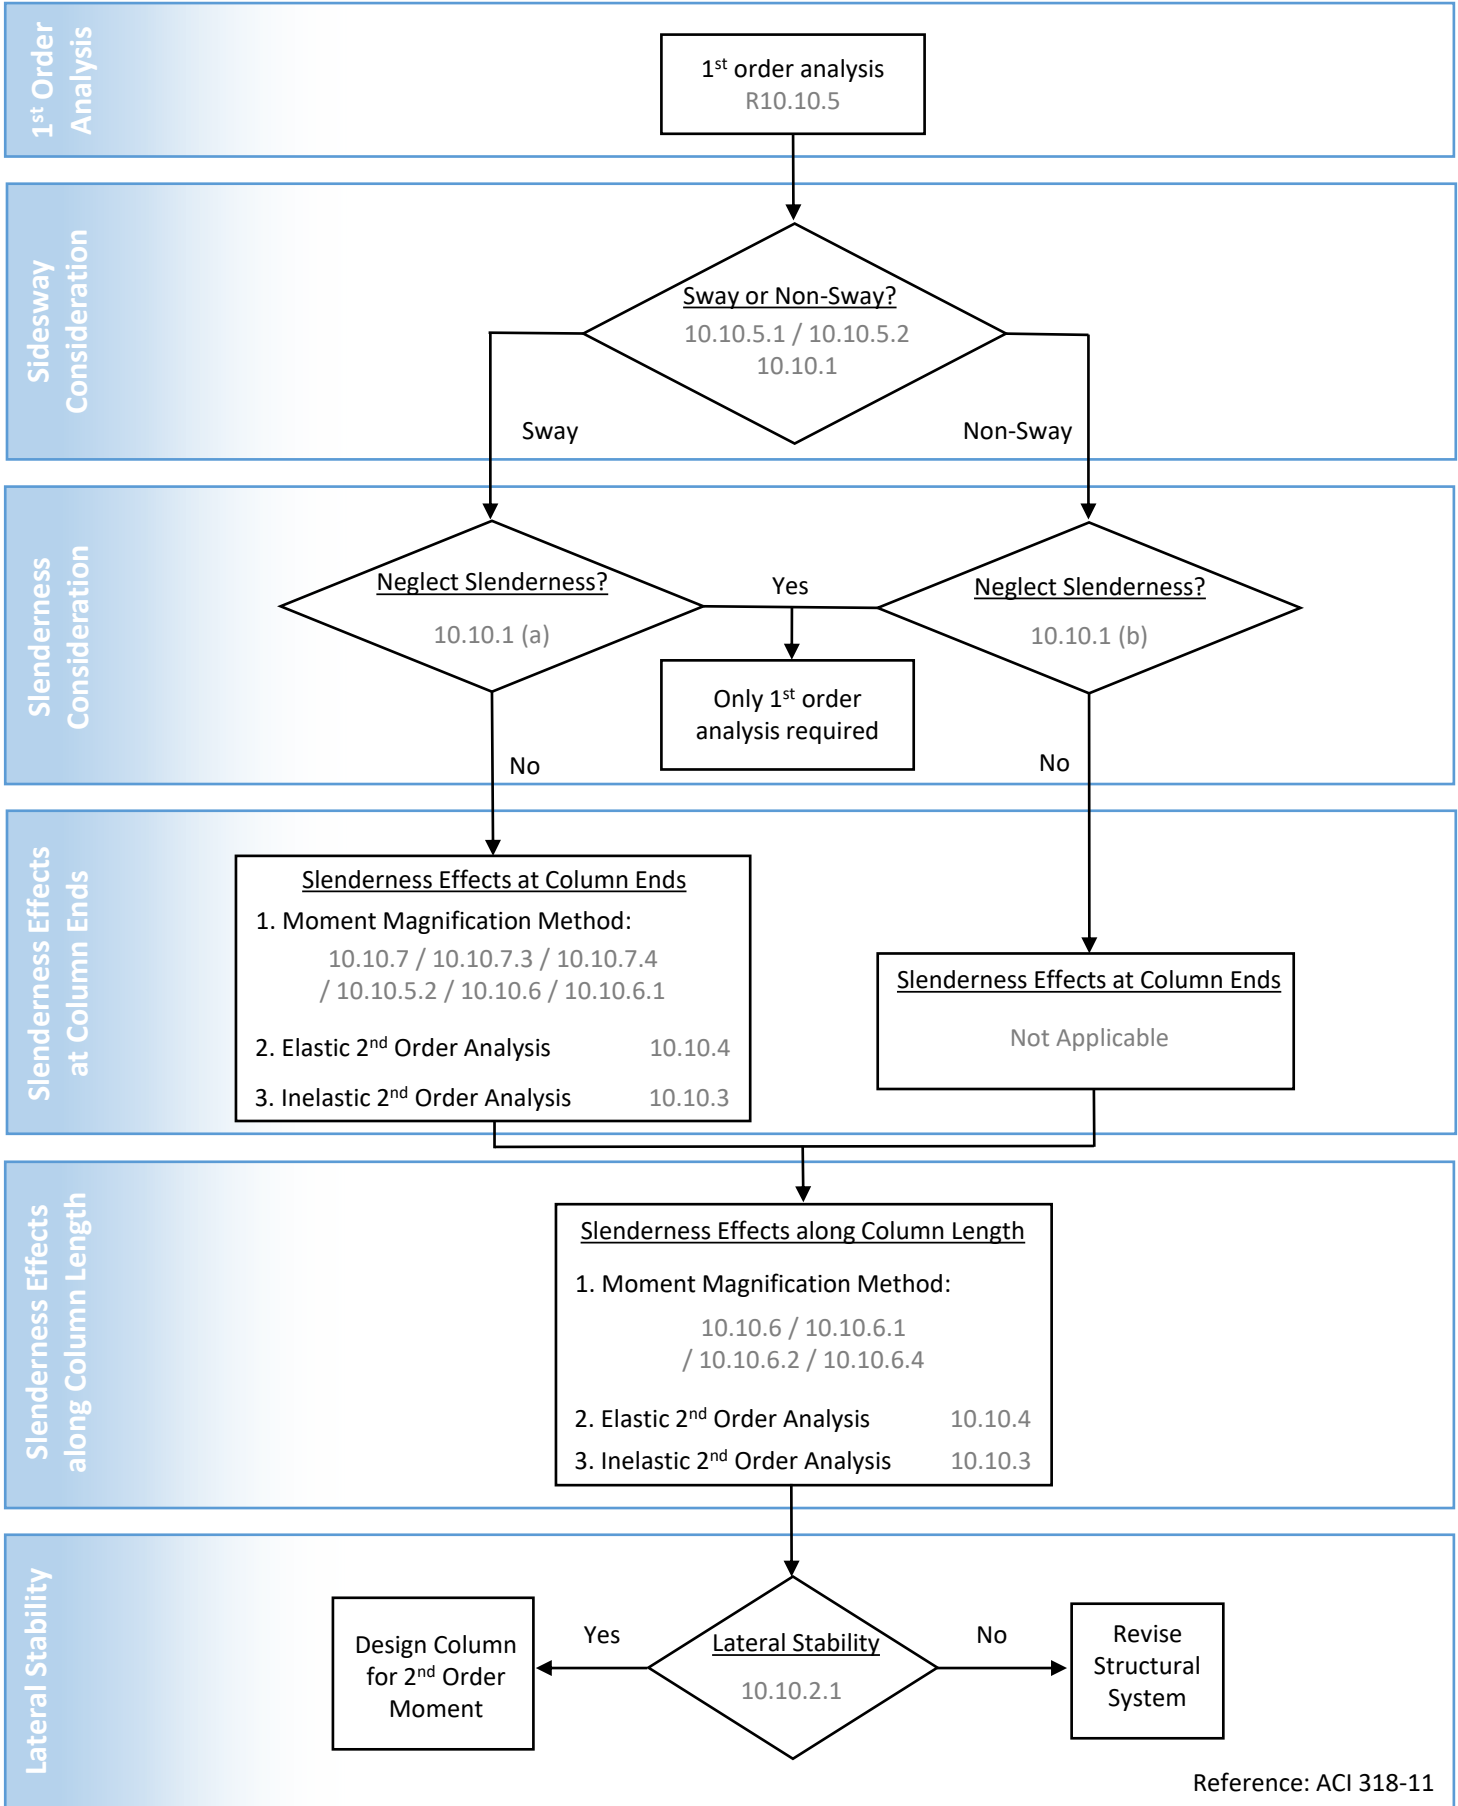 1st Order
Analysis
1st order analysis
R10.10.5
Sidesway
Consideration
Sway or Non-Sway?
10.10.5.1 / 10.10.5.2
10.10.1
Sway
Non-Sway
Slenderness
Consideration
Neglect Slenderness?
10.10.1 (a)
Yes
Neglect Slenderness?
10.10.1 (b)
Only 1st order
analysis required
No
No
Slenderness Effects
at Column Ends
Slenderness Effects at Column Ends
1. Moment Magnification Method:
10.10.7 / 10.10.7.3 / 10.10.7.4
/ 10.10.5.2 / 10.10.6 / 10.10.6.1
2. Elastic 2nd Order Analysis 10.10.4
3. Inelastic 2nd Order Analysis 10.10.3
Slenderness Effects at Column Ends
Not Applicable
Slenderness Effects
along Column Length
Slenderness Effects along Column Length
1. Moment Magnification Method:
10.10.6 / 10.10.6.1
/ 10.10.6.2 / 10.10.6.4
2. Elastic 2nd Order Analysis 10.10.4
3. Inelastic 2nd Order Analysis 10.10.3
Lateral Stability
Design Column
for 2nd Order
Moment
Yes
Lateral Stability
10.10.2.1
No
Revise
Structural
System
Reference: ACI 318-11